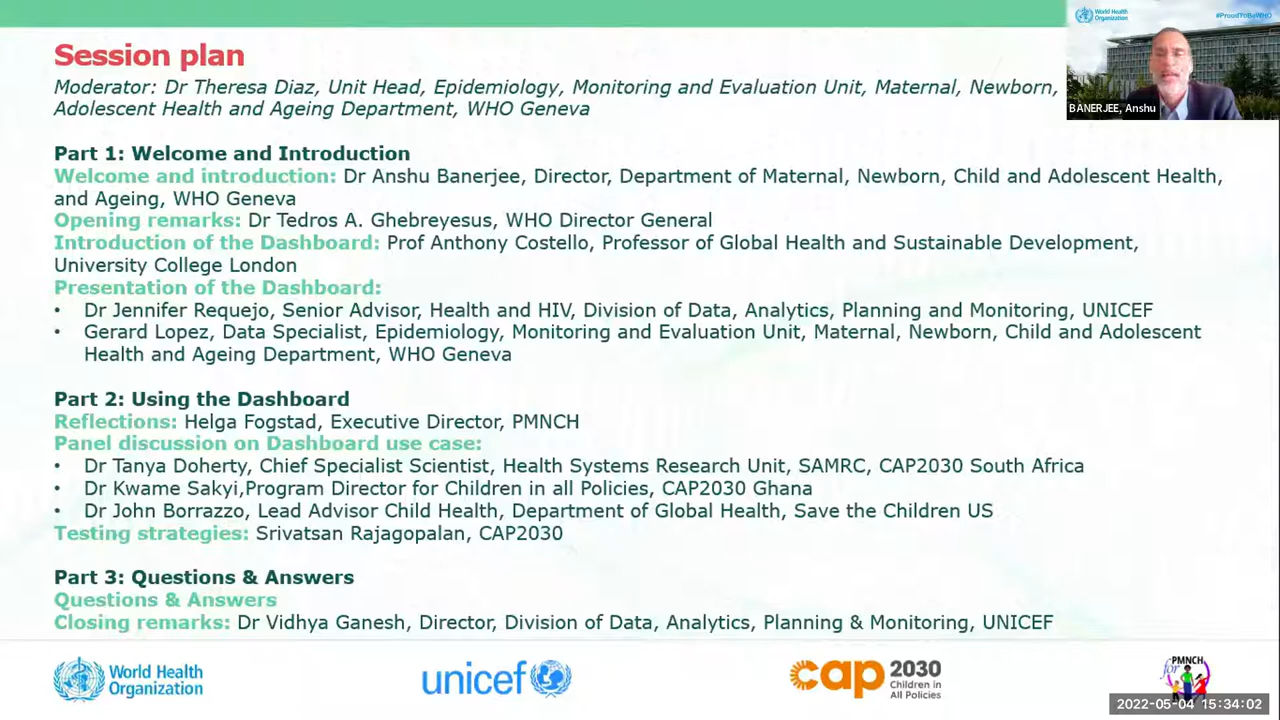 Session plan
Moderator: Dr Theresa Diaz, Unit Head, Epidemiology, Monitoring and Evaluation Unit, Maternal, Newborn,
Adolescent Health and Ageing Department, WHO Geneva
World Health
Organization
#ProudToBeWHO
BANERJEE, Anshu
Part 1: Welcome and Introduction
Welcome and introduction: Dr Anshu Banerjee, Director, Department of Maternal, Newborn, Child and Adolescent Health,
and Ageing, WHO Geneva
Opening remarks: Dr Tedros A. Ghebreyesus, WHO Director General
Introduction of the Dashboard: Prof Anthony Costello, Professor of Global Health and Sustainable Development,
University College London
Presentation of the Dashboard:
• Dr Jennifer Requejo, Senior Advisor, Health and HIV, Division of Data, Analytics, Planning and Monitoring, UNICEF
• Gerard Lopez, Data Specialist, Epidemiology, Monitoring and Evaluation Unit, Maternal, Newborn, Child and Adolescent
Health and Ageing Department, WHO Geneva
Part 2: Using the Dashboard
Reflections: Helga Fogstad, Executive Director, PMNCH
Panel discussion on Dashboard use case:
• Dr Tanya Doherty, Chief Specialist Scientist, Health Systems Research Unit, SAMRC, CAP2030 South Africa
• Dr Kwame Sakyi,Program Director for Children in all Policies, CAP2030 Ghana
• Dr John Borrazzo, Lead Advisor Child Health, Department of Global Health, Save the Children US
Testing strategies: Srivatsan Rajagopalan, CAP2030
Part 3: Questions & Answers
Questions & Answers
Closing remarks: Dr Vidhya Ganesh, Director, Division of Data, Analytics, Planning & Monitoring, UNICEF
World Health
Organization
unicef
cap 2030
Children in
All Policies
PMNCH
for
2022-05-04 15:34:02